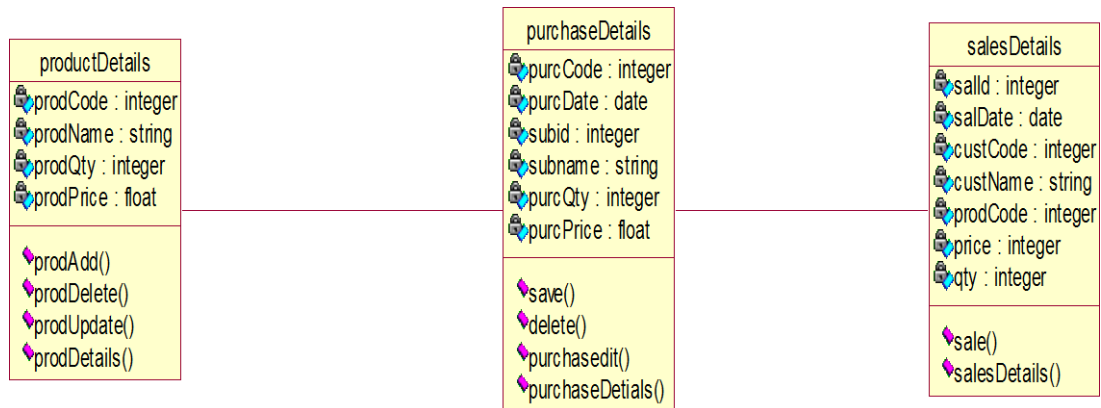 productDetails
prodCode : integer
prodName : string
prodQty : integer
prodPrice : float
prodAdd()
prodDelete()
prodUpdate()
prodDetails()
purchaseDetails
purcCode : integer
purcDate : date
subid : integer
subname : string
purcQty : integer
purcPrice : float
save()
delete()
purchasedit()
purchaseDetials()
salesDetails
salId : integer
salDate : date
custCode : integer
custName : string
prodCode : integer
price : integer
qty : integer
sale()
salesDetails()